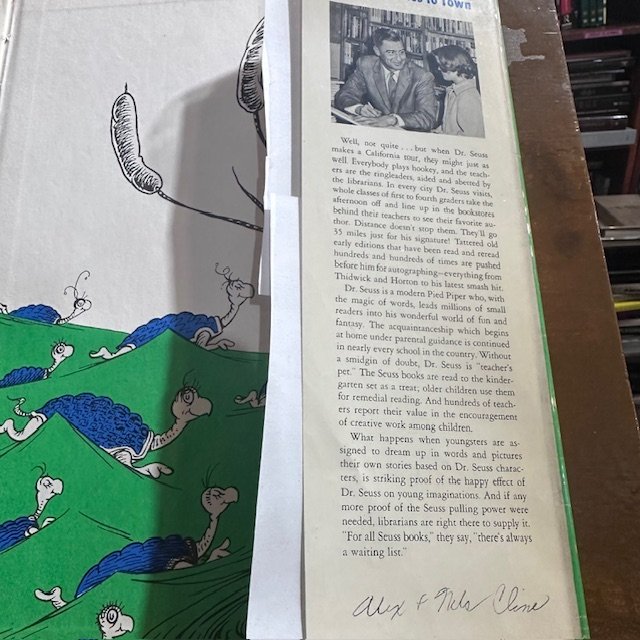 to Town
Well, not quite . . . but when Dr. Seuss
makes a California tour, they might just as
well. Everybody plays hookey, and the teach-
ers are the ringleaders, aided and abetted by
the librarians. In every city Dr. Seuss visits,
whole classes of first to fourth graders take the
afternoon off and line up in the bookstores
behind their teachers to see their favorite au-
thor. Distance doesn't stop them. They'll go
35 miles just for his signature! Tattered old
early editions that have been read and reread
hundreds and hundreds of times are pushed
before him for autographing—everything from
Thidwick and Horton to his latest smash hit.
Dr. Seuss is a modern Pied Piper who, with
the magic of words, leads millions of small
readers into his wonderful world of fun and
fantasy. The acquaintanceship which begins
at home under parental guidance is continued
in nearly every school in the country. Without
a smidgin of doubt, Dr. Seuss is "teacher's
pet." The Seuss books are read to the kinder-
garten set as a treat; older children use them
for remedial reading. And hundreds of teach-
ers report their value in the encouragement
of creative work among children.
What happens when youngsters are as-
signed to dream up in words and pictures
their own stories based on Dr. Seuss charac-
ters, is striking proof of the happy effect of
Dr. Seuss on young imaginations. And if any
more proof of the Seuss pulling power were
needed, librarians are right there to supply it.
"For all Seuss books," they say, "there's always
a waiting list."
Alex &